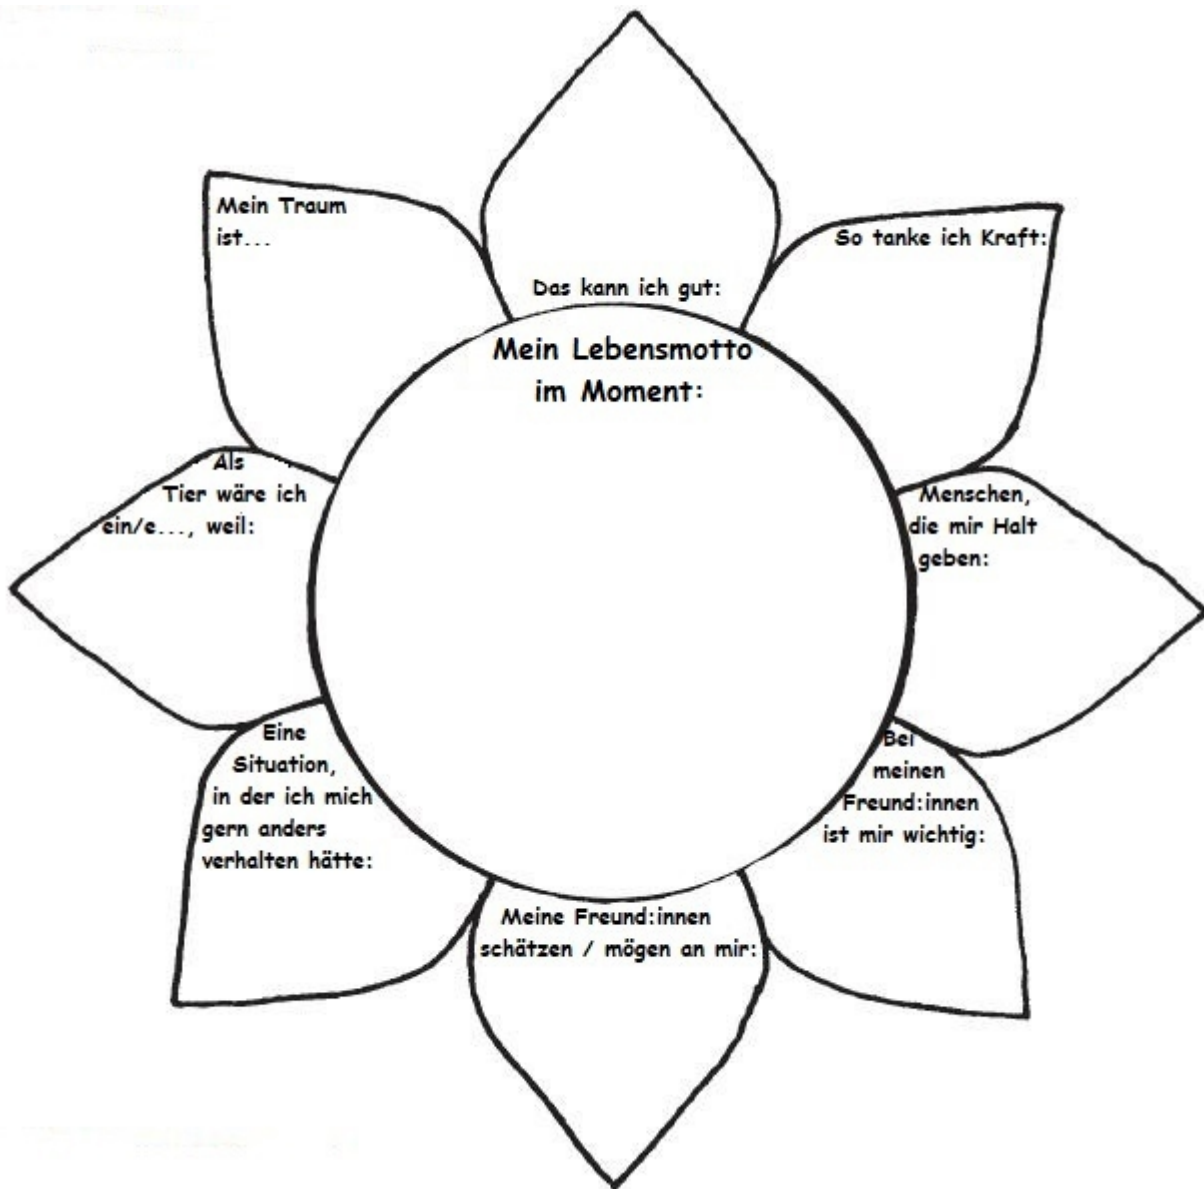 Das kann ich gut:
Mein Traum
ist...
So tanke ich Kraft:
Mein Lebensmotto
im Moment:
Als
Tier wäre ich
ein/e..., weil:
Menschen,
die mir Halt
geben:
Eine
Situation,
in der ich mich
gern anders
verhalten hätte:
Bei
meinen
Freund:innen
ist mir wichtig:
Meine Freund:innen
schätzen / mögen an mir: